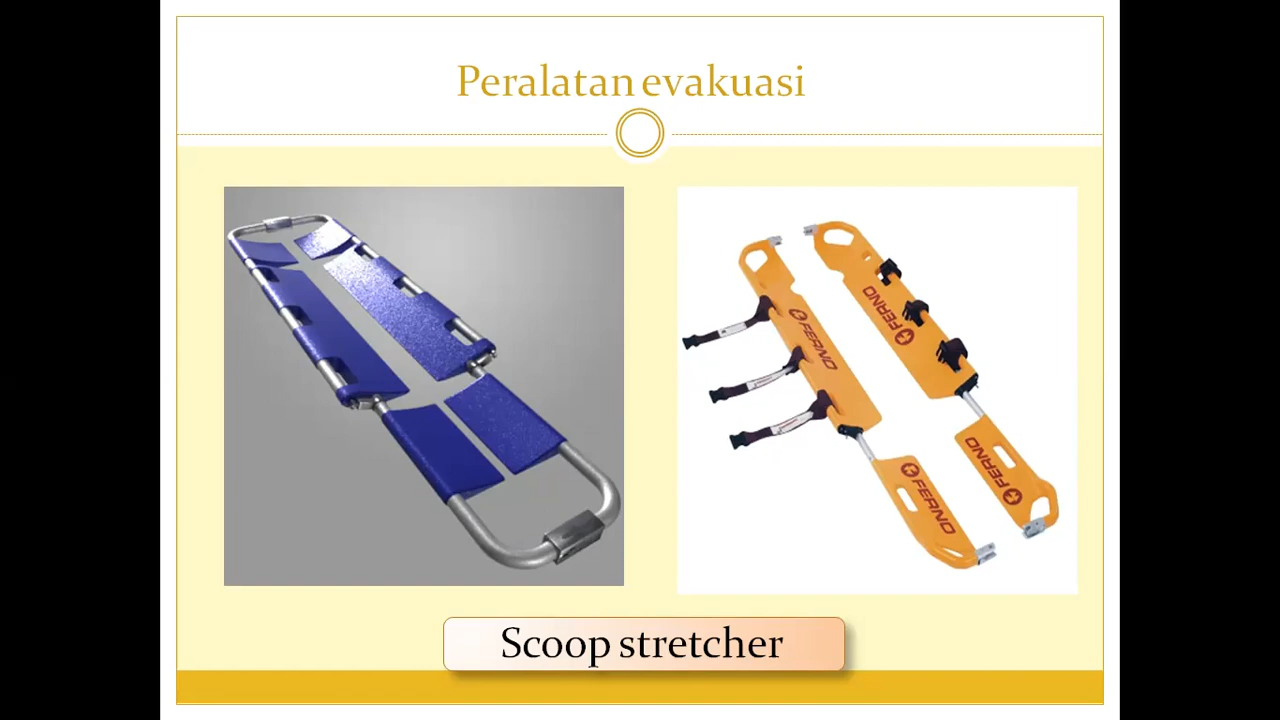 Peralatan evakuasi
FERNO
FERNO
FERNO
FERNO
Scoop stretcher